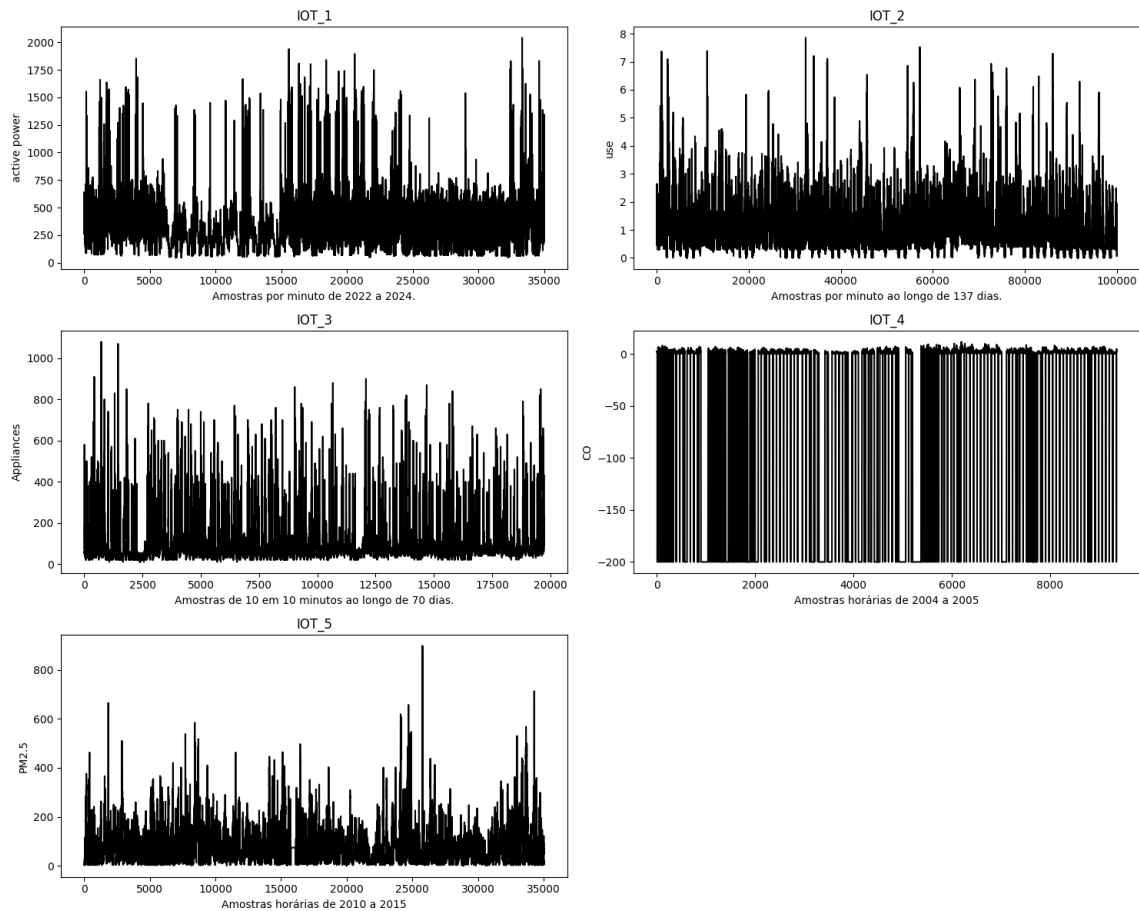 IOT_1
active power
2000
1750
1500
1250
1000
750
500
250
0
0 5000 10000 15000 20000 25000 30000 35000
Amostras por minuto de 2022 a 2024.
IOT_2
use
8
7
6
5
4
3
2
1
0
0 20000 40000 60000 80000 100000
Amostras por minuto ao longo de 137 dias.
IOT_3
Appliances
1000
800
600
400
200
0
0 2500 5000 7500 10000 12500 15000 17500 20000
Amostras de 10 em 10 minutos ao longo de 70 dias.
IOT_4
CO
0
−50
−100
−150
−200
0 2000 4000 6000 8000
Amostras horárias de 2004 a 2005
IOT_5
PM2.5
800
600
400
200
0
0 5000 10000 15000 20000 25000 30000 35000
Amostras horárias de 2010 a 2015